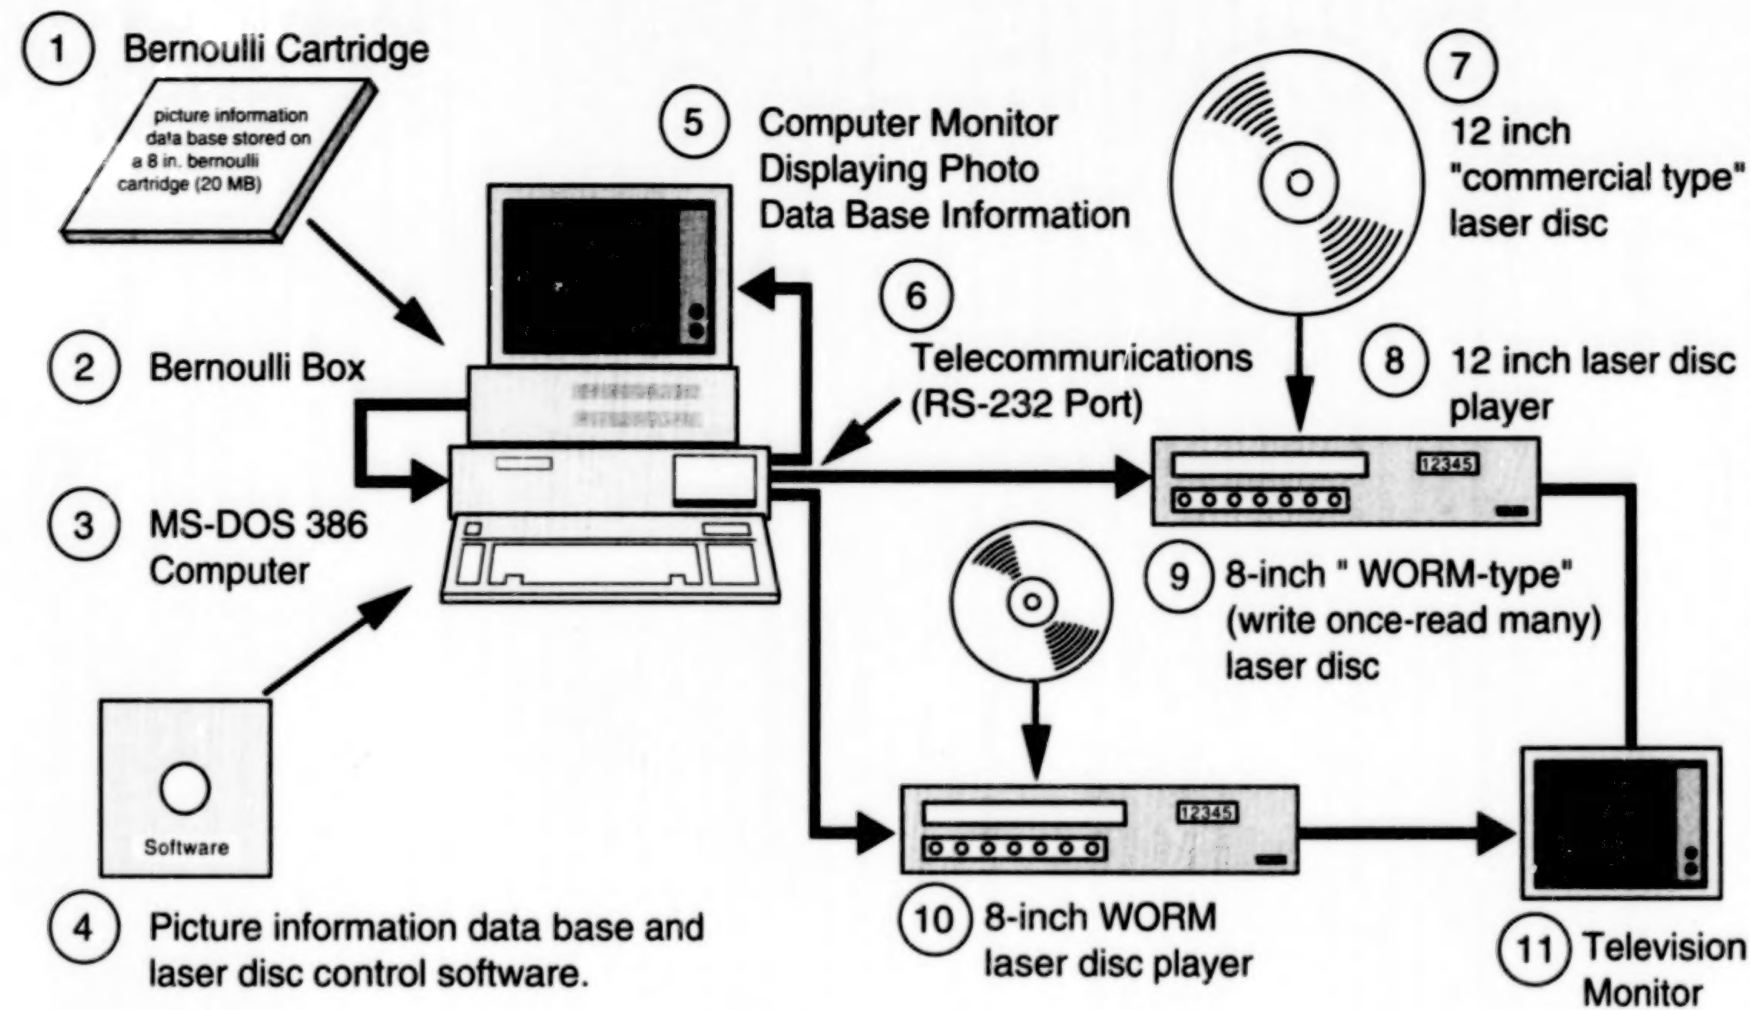 1 Bernoulli Cartridge
picture information
data base stored on
a 8 in. bernoulli
cartridge (20 MB)
2 Bernoulli Box
3 MS-DOS 386
Computer
Software
4 Picture information data base and
laser disc control software.
5 Computer Monitor
Displaying Photo
Data Base Information
6
Telecommunications
(RS-232 Port)
7
12 inch
"commercial type"
laser disc
8 12 inch laser disc
player
12345
9 8-inch " WORM-type"
(write once-read many)
laser disc
12345
10 8-inch WORM
laser disc player
11 Television
Monitor